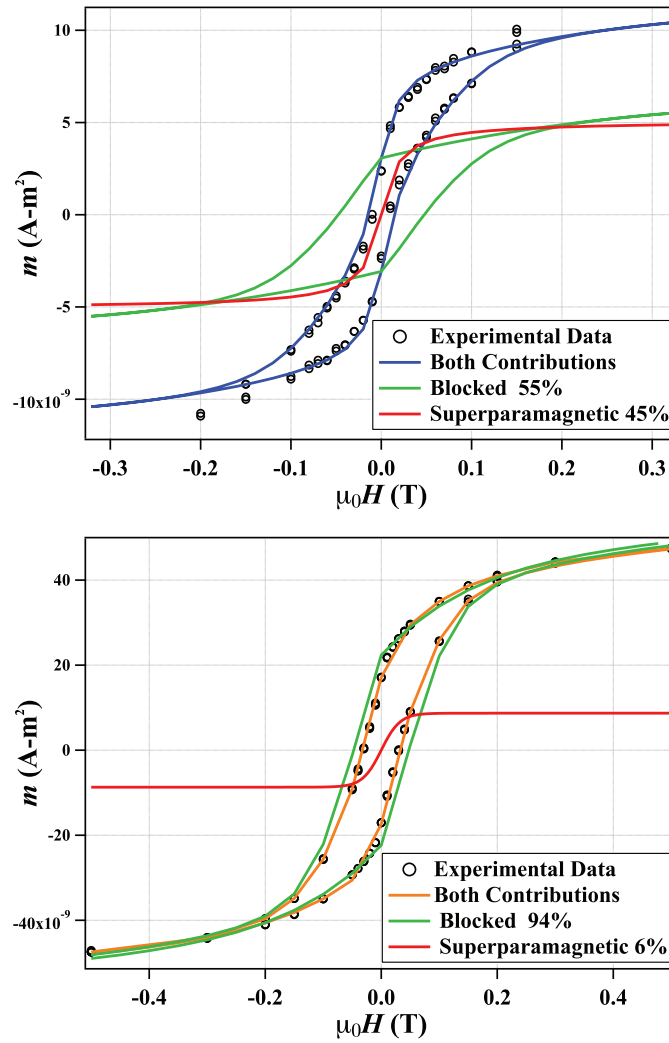 10
5
0
-5
-10x10⁻⁹
m (A-m²)
Experimental Data
Both Contributions
Blocked 55%
Superparamagnetic 45%
-0.3 -0.2 -0.1 0.0 0.1 0.2 0.3
μ₀H (T)
40
20
0
-20
-40x10⁻⁹
m (A-m²)
Experimental Data
Both Contributions
Blocked 94%
Superparamagnetic 6%
-0.4 -0.2 0.0 0.2 0.4
μ₀H (T)